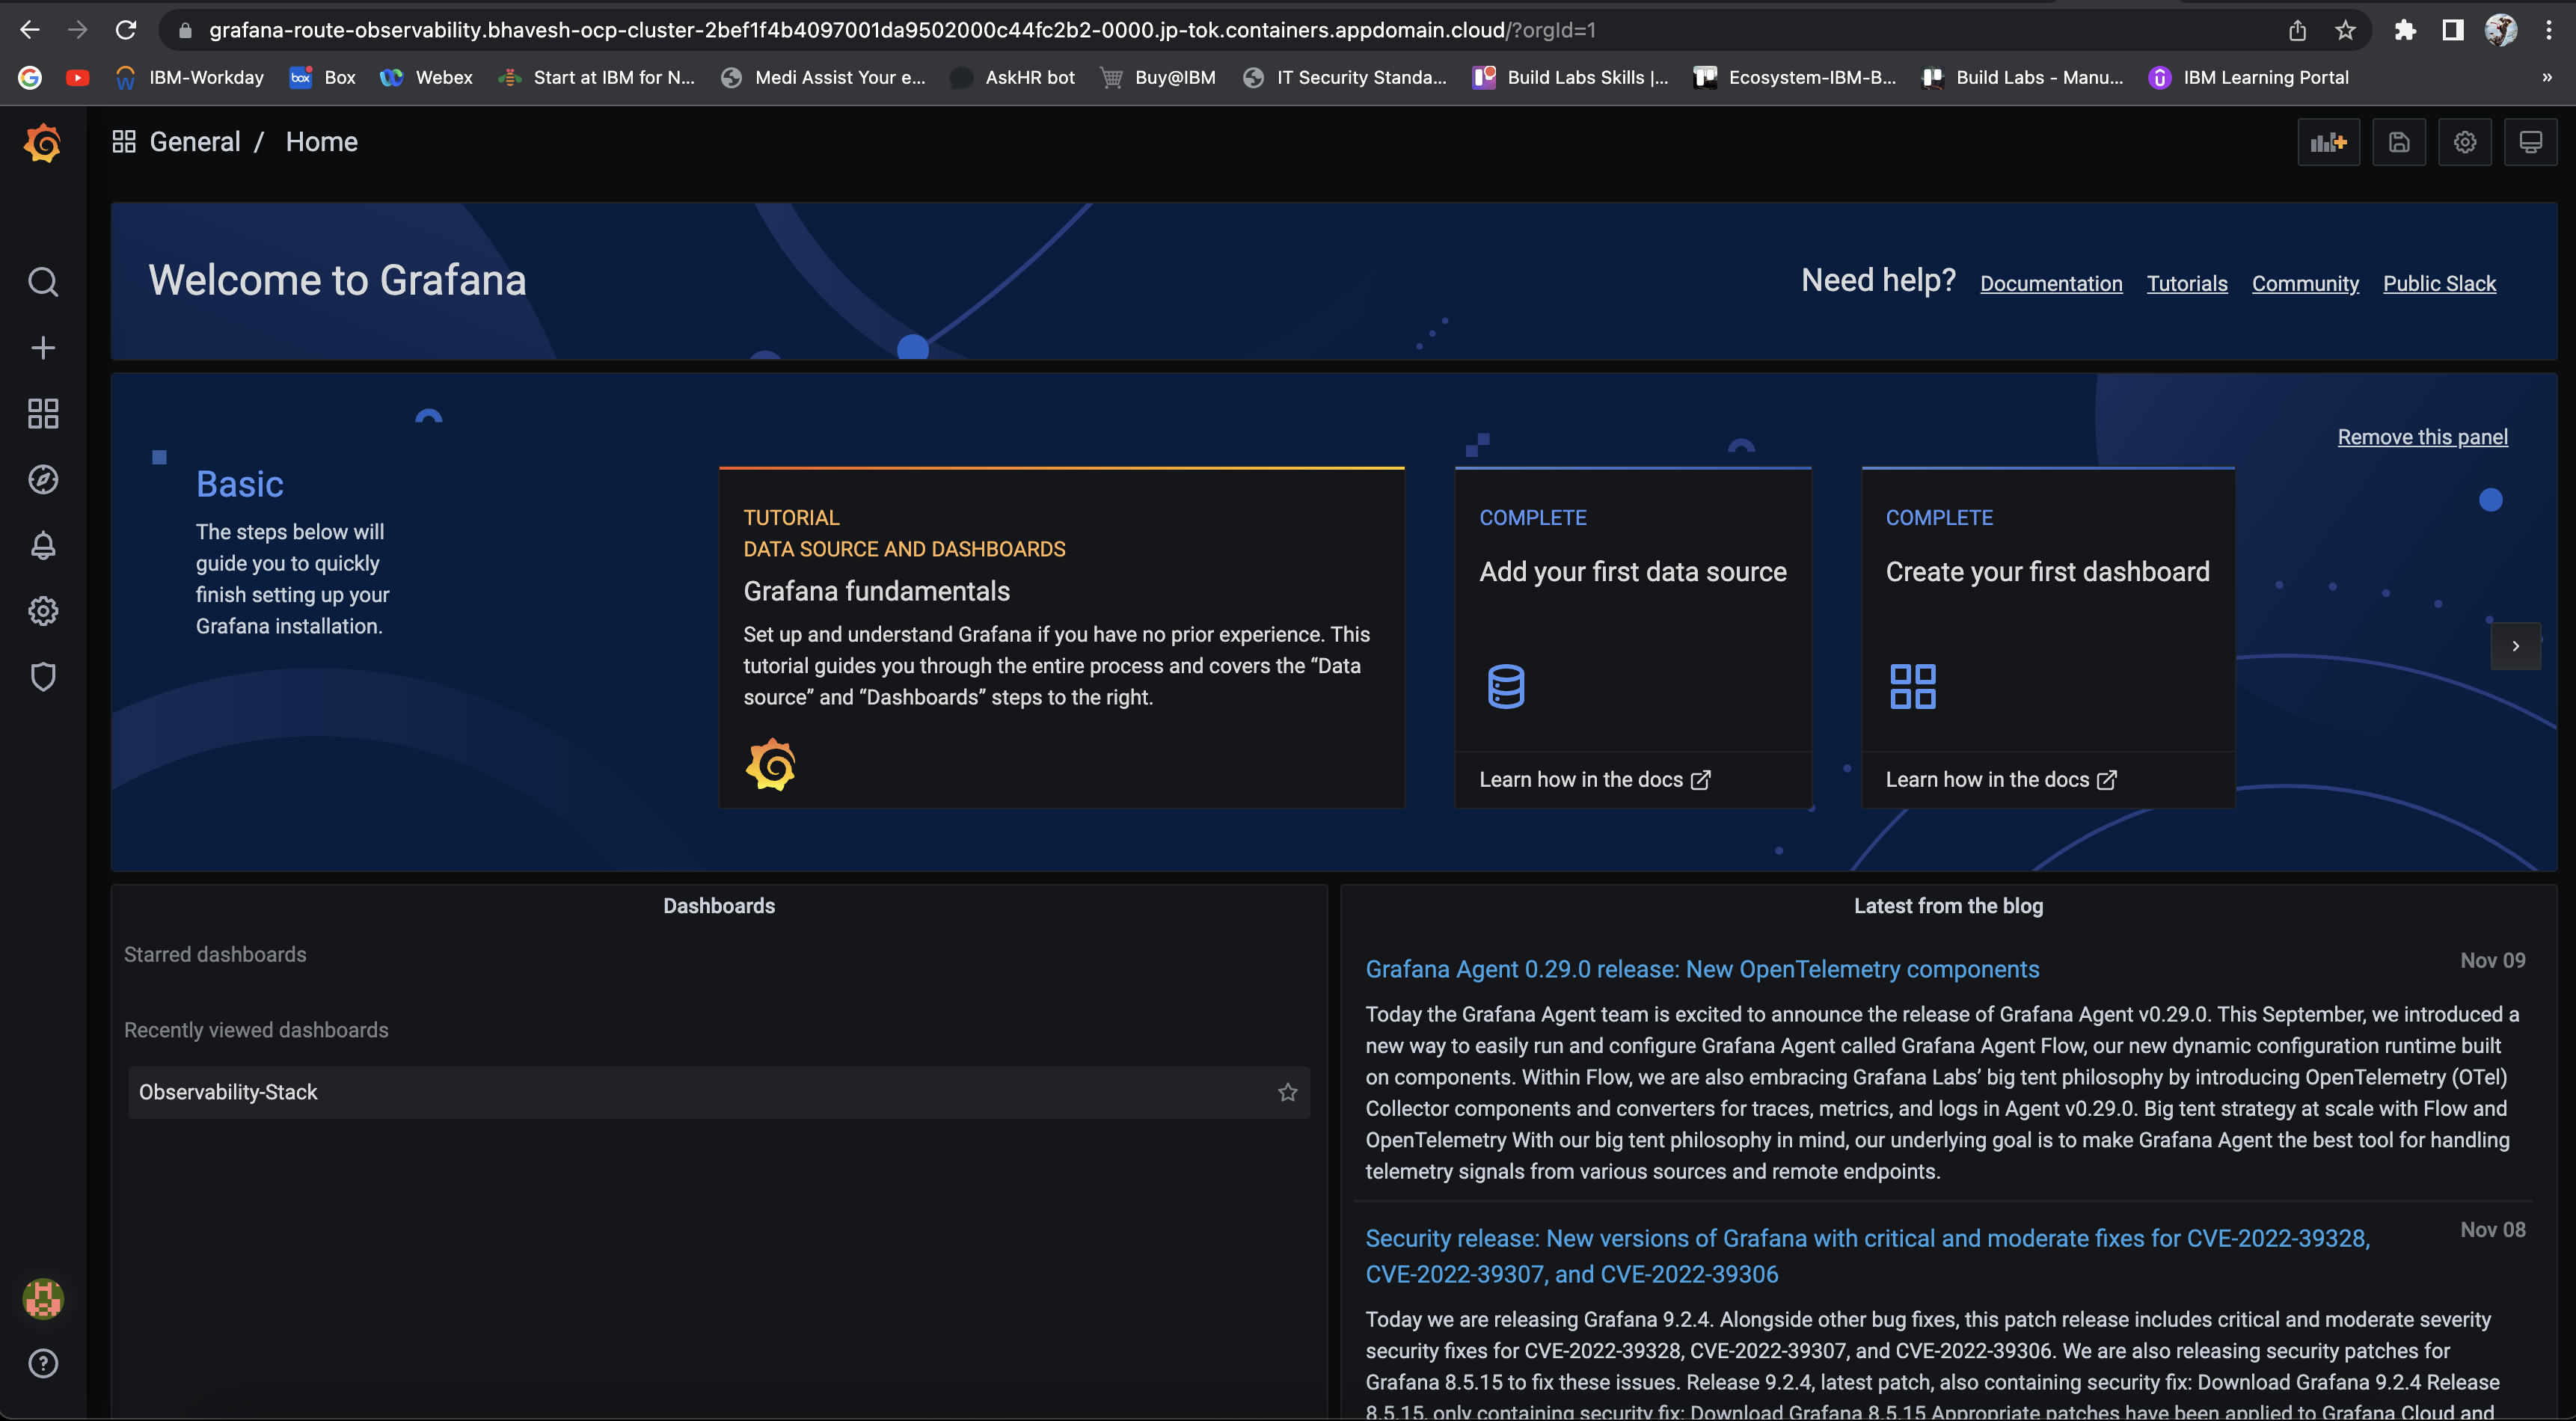 grafana-route-observability.bhavesh-ocp-cluster-2bef1f4b4097001da9502000c44fc2b2-0000.jp-tok.containers.appdomain.cloud/?orgId=1
IBM-Workday
box Box
Webex
Start at IBM for N...
Medi Assist Your e...
AskHR bot
Buy@IBM
IT Security Standa...
Build Labs Skills |...
Ecosystem-IBM-B...
Build Labs - Manu...
IBM Learning Portal
»
General / Home
Welcome to Grafana
Need help? Documentation Tutorials Community Public Slack
Remove this panel
Basic
The steps below will
guide you to quickly
finish setting up your
Grafana installation.
TUTORIAL
DATA SOURCE AND DASHBOARDS
Grafana fundamentals
Set up and understand Grafana if you have no prior experience. This
tutorial guides you through the entire process and covers the “Data
source” and “Dashboards” steps to the right.
COMPLETE
Add your first data source
Learn how in the docs
COMPLETE
Create your first dashboard
Learn how in the docs
Dashboards
Starred dashboards
Recently viewed dashboards
Observability-Stack
Latest from the blog
Grafana Agent 0.29.0 release: New OpenTelemetry components
Nov 09
Today the Grafana Agent team is excited to announce the release of Grafana Agent v0.29.0. This September, we introduced a
new way to easily run and configure Grafana Agent called Grafana Agent Flow, our new dynamic configuration runtime built
on components. Within Flow, we are also embracing Grafana Labs’ big tent philosophy by introducing OpenTelemetry (OTel)
Collector components and converters for traces, metrics, and logs in Agent v0.29.0. Big tent strategy at scale with Flow and
OpenTelemetry With our big tent philosophy in mind, our underlying goal is to make Grafana Agent the best tool for handling
telemetry signals from various sources and remote endpoints.
Security release: New versions of Grafana with critical and moderate fixes for CVE-2022-39328,
CVE-2022-39307, and CVE-2022-39306
Nov 08
Today we are releasing Grafana 9.2.4. Alongside other bug fixes, this patch release includes critical and moderate severity
security fixes for CVE-2022-39328, CVE-2022-39307, and CVE-2022-39306. We are also releasing security patches for
Grafana 8.5.15 to fix these issues. Release 9.2.4, latest patch, also containing security fix: Download Grafana 9.2.4 Release
8.5.15, only containing security fix: Download Grafana 8.5.15 Appropriate patches have been applied to Grafana Cloud and